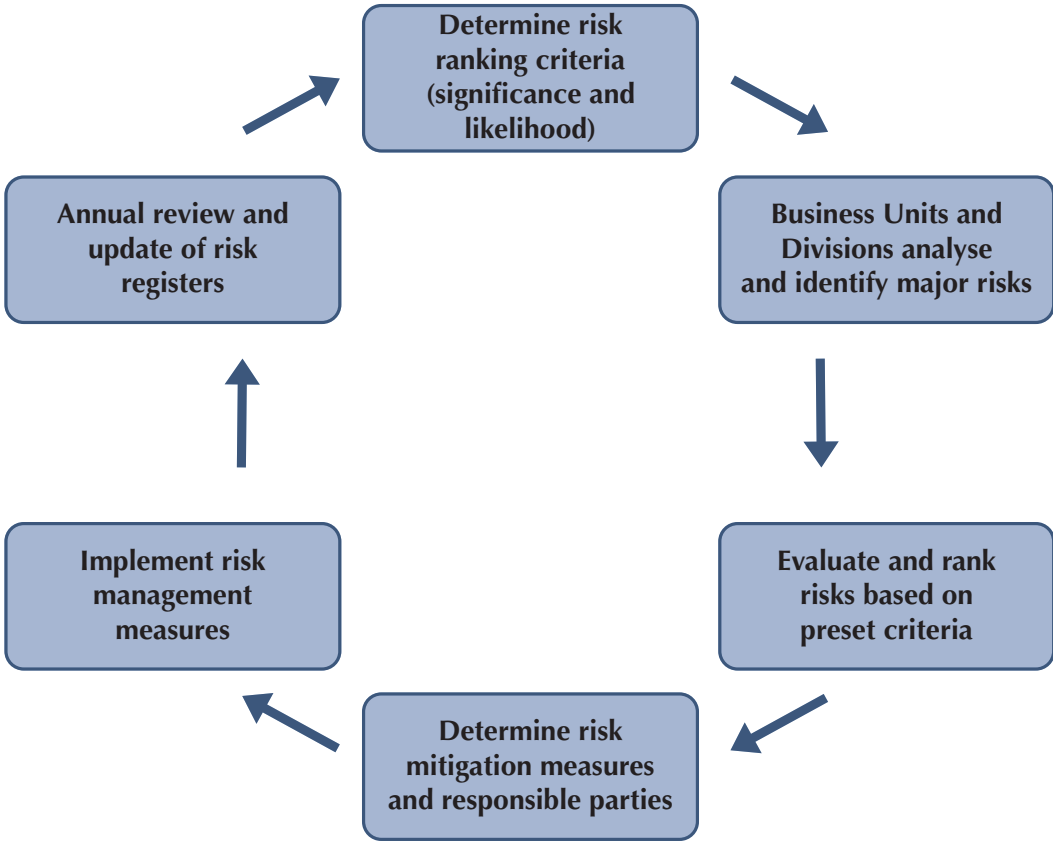 Determine risk
ranking criteria
(significance and
likelihood)
Business Units and
Divisions analyse
and identify major risks
Evaluate and rank
risks based on
preset criteria
Determine risk
mitigation measures
and responsible parties
Implement risk
management
measures
Annual review and
update of risk
registers